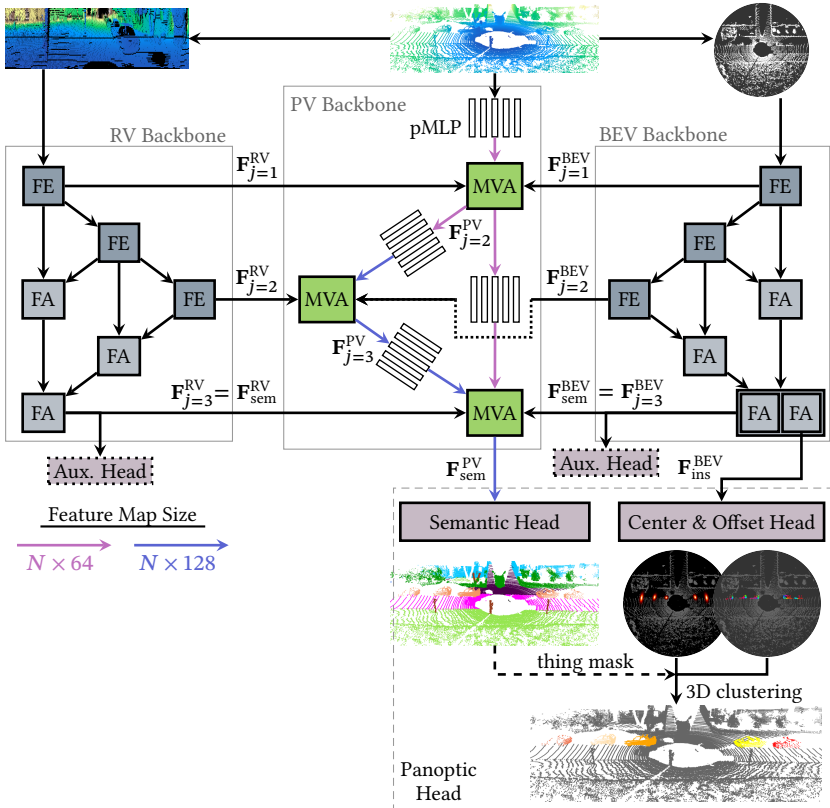 PV Backbone
pMLP
RV Backbone
BEV Backbone
F^RV_j=1
F^BEV_j=1
FE
MVA
FE
F^PV_j=2
FE
FE
F^RV_j=2
F^BEV_j=2
FA
FE
MVA
FE
FA
F^PV_j=3
FA
FA
F^RV_j=3 = F^RV_sem
F^BEV_sem = F^BEV_j=3
FA
MVA
FA FA
Aux. Head
F^PV_sem
Aux. Head
F^BEV_ins
Feature Map Size
Semantic Head
Center & Offset Head
N × 64
N × 128
thing mask
3D clustering
Panoptic
Head